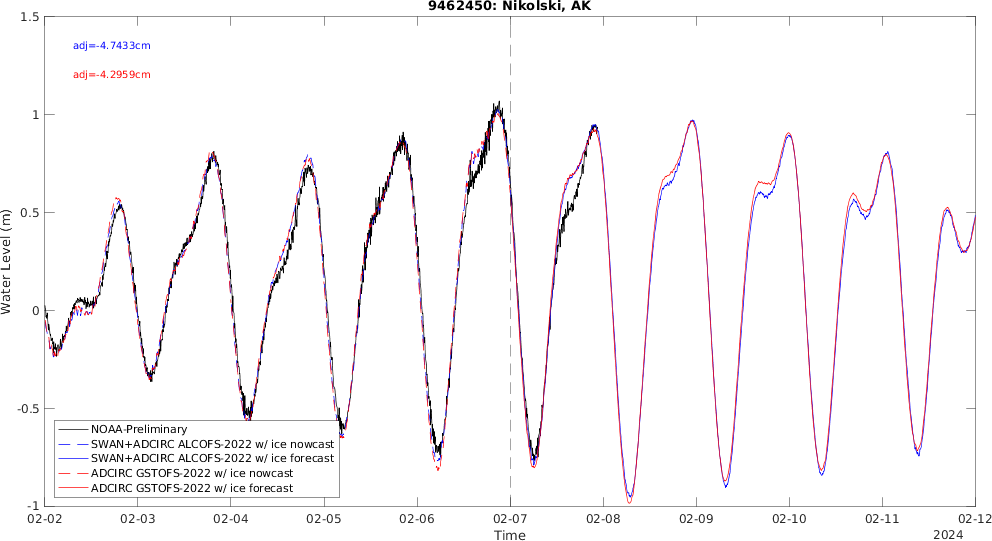 9462450: Nikolski, AK
adj=-4.7433cm
adj=-4.2959cm
Water Level (m)
1.5
1
0.5
0
-0.5
-1
NOAA-Preliminary
SWAN+ADCIRC ALCOFS-2022 w/ ice nowcast
SWAN+ADCIRC ALCOFS-2022 w/ ice forecast
ADCIRC GSTOFS-2022 w/ ice nowcast
ADCIRC GSTOFS-2022 w/ ice forecast
02-02 02-03 02-04 02-05 02-06 02-07 02-08 02-09 02-10 02-11 02-12
Time
2024